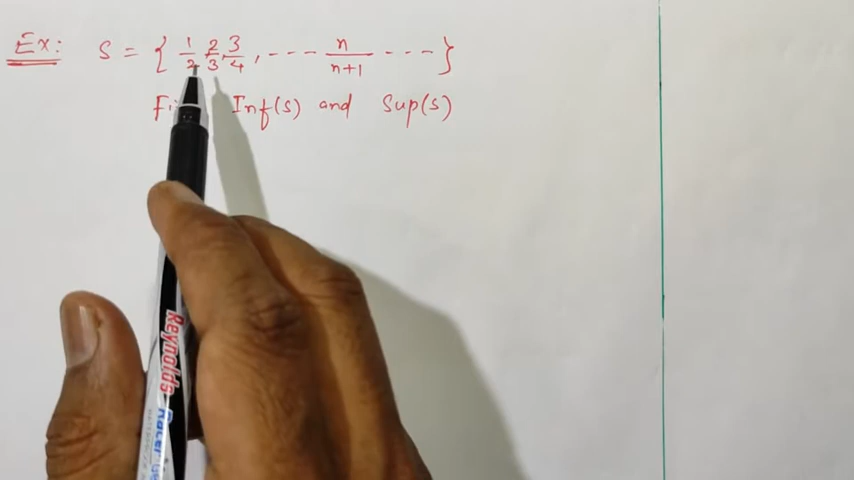 Ex: S = { 1/2, 2/3, 3/4, ---- n/n+1 --- }
Inf(S) and Sup(S)
Reynolds